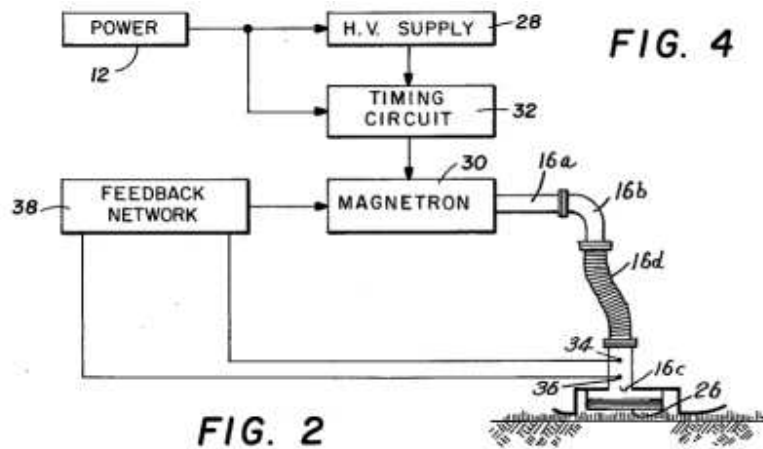 POWER
12
H. V. SUPPLY
28
FIG. 4
TIMING
CIRCUIT
32
30
16a
16b
38
FEEDBACK
NETWORK
MAGNETRON
16d
34
36
16c
26
FIG. 2